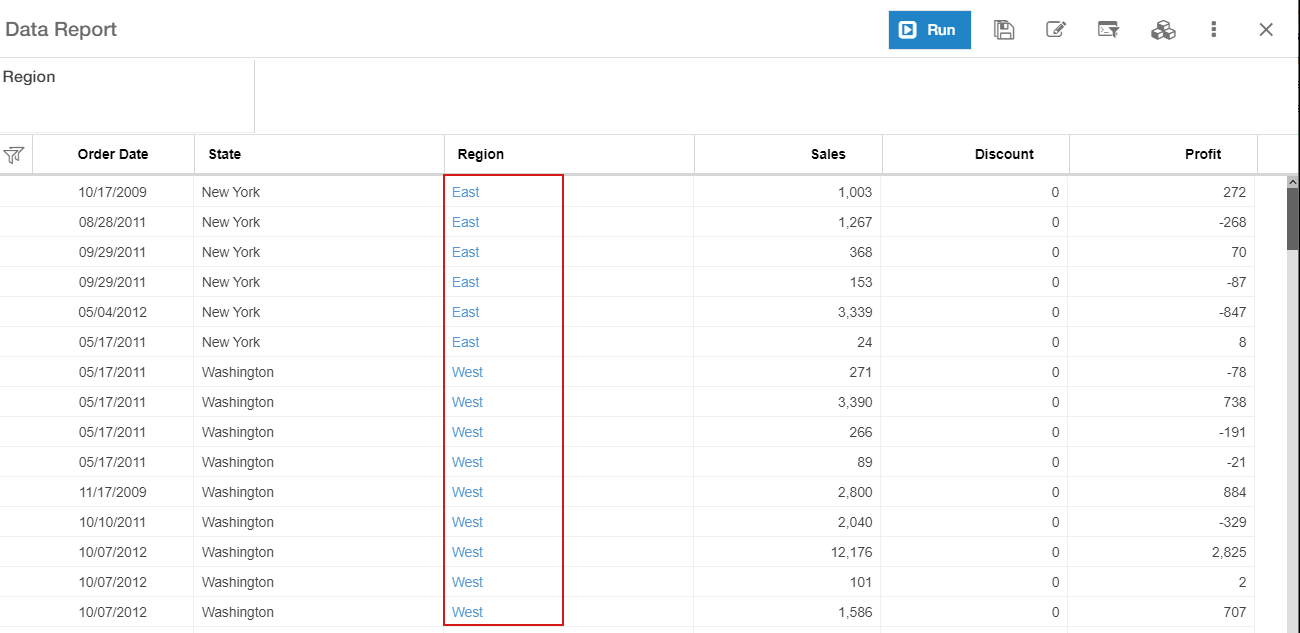 Data Report Run
Region
Order Date State Region Sales Discount Profit
10/17/2009 New York East 1,003 0 272
08/28/2011 New York East 1,267 0 -268
09/29/2011 New York East 368 0 70
09/29/2011 New York East 153 0 -87
05/04/2012 New York East 3,339 0 -847
05/17/2011 New York East 24 0 8
05/17/2011 Washington West 271 0 -78
05/17/2011 Washington West 3,390 0 738
05/17/2011 Washington West 266 0 -191
05/17/2011 Washington West 89 0 -21
11/17/2009 Washington West 2,800 0 884
10/10/2011 Washington West 2,040 0 -329
10/07/2012 Washington West 12,176 0 2,825
10/07/2012 Washington West 101 0 2
10/07/2012 Washington West 1,586 0 707